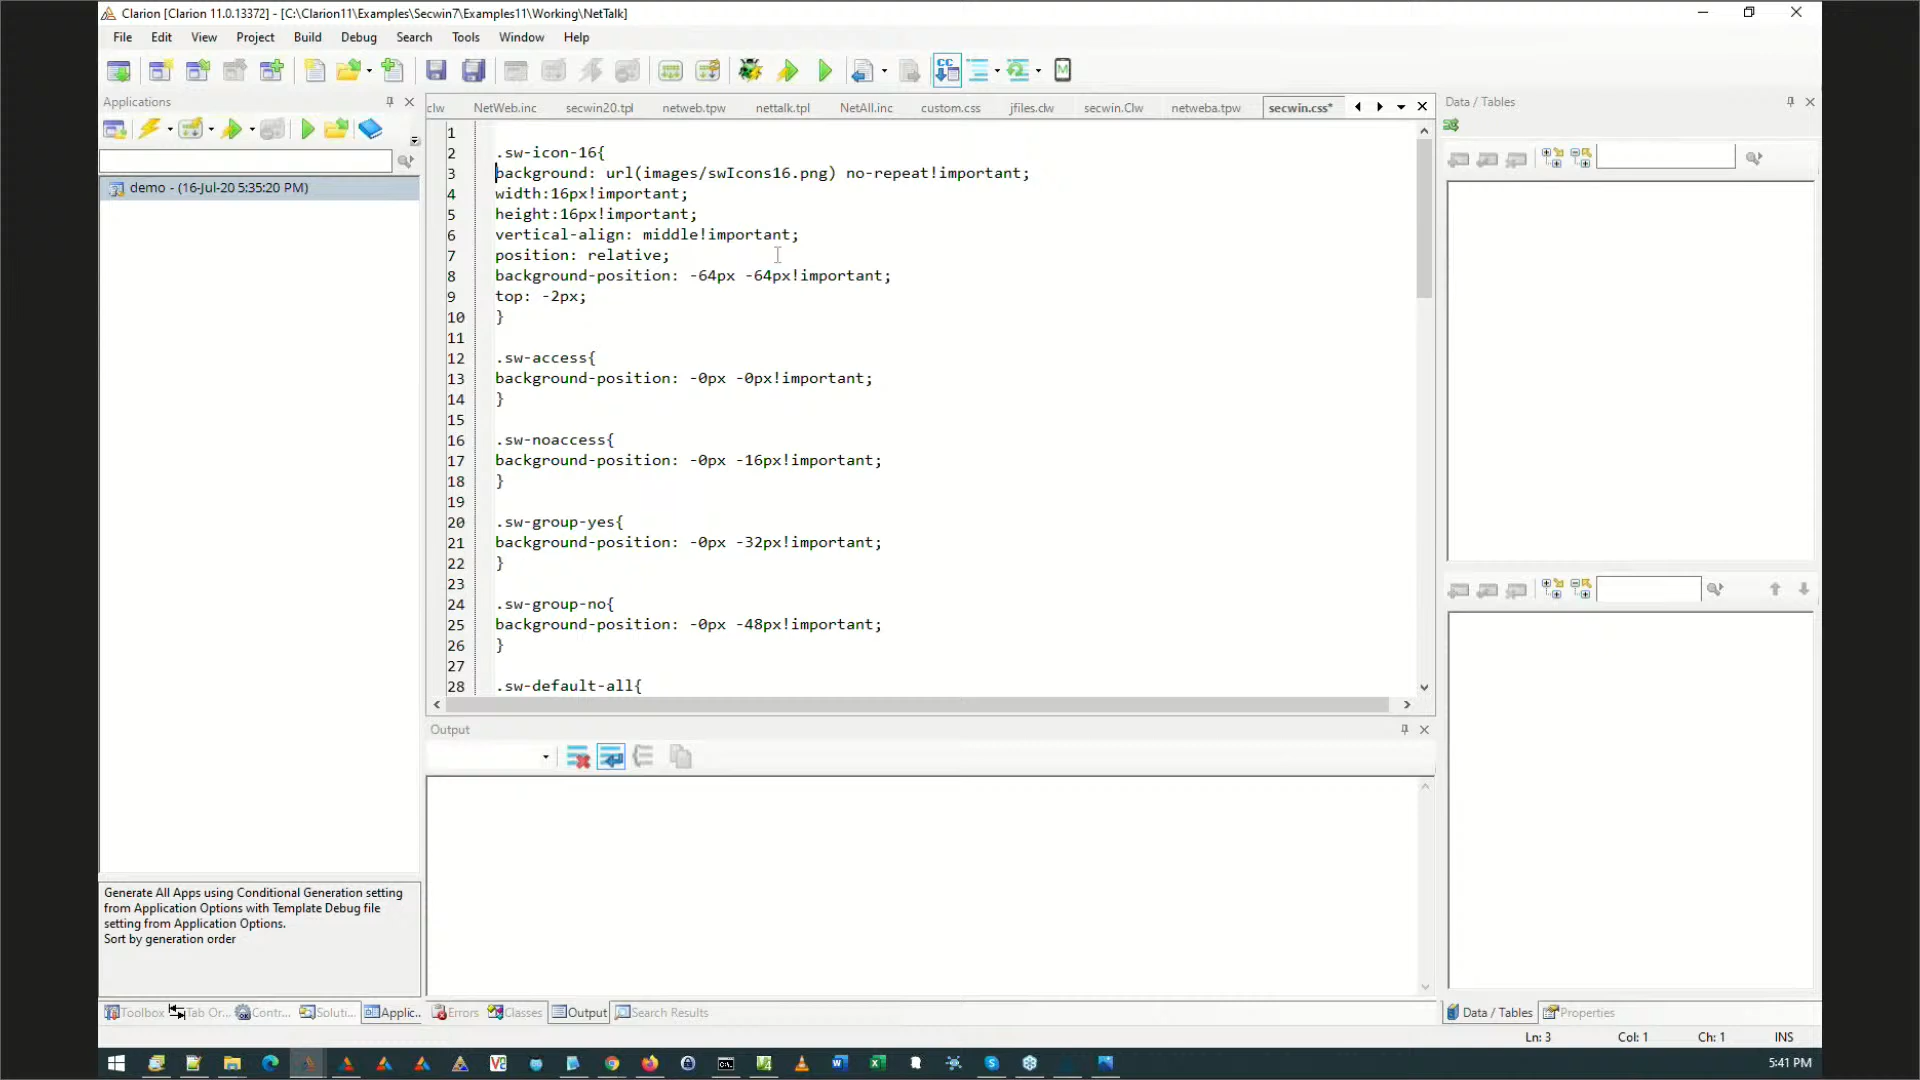 Clarion [Clarion 11.0.13372] - [C:\Clarion11\Examples\Secwin7\Examples11\Working\NetTalk]
File Edit View Project Build Debug Search Tools Window Help
Applications
demo - (16-Jul-20 5:35:20 PM)
Generate All Apps using Conditional Generation setting
from Application Options with Template Debug file
setting from Application Options.
Sort by generation order
Toolbox Tab Or... Contr... Soluti... Applic...
clw NetWeb.inc secwin20.tpl netweb.tpw nettalk.tpl NetAll.inc custom.css jfiles.clw secwin.Clw netweba.tpw secwin.css*
1
2 .sw-icon-16{
3 background: url(images/swIcons16.png) no-repeat!important;
4 width:16px!important;
5 height:16px!important;
6 vertical-align: middle!important;
7 position: relative;
8 background-position: -64px -64px!important;
9 top: -2px;
10 }
11
12 .sw-access{
13 background-position: -0px -0px!important;
14 }
15
16 .sw-noaccess{
17 background-position: -0px -16px!important;
18 }
19
20 .sw-group-yes{
21 background-position: -0px -32px!important;
22 }
23
24 .sw-group-no{
25 background-position: -0px -48px!important;
26 }
27
28 .sw-default-all{
Output
Errors Classes Output Search Results
Data / Tables
Data / Tables Properties
Ln: 3 Col: 1 Ch: 1 INS
5:41 PM